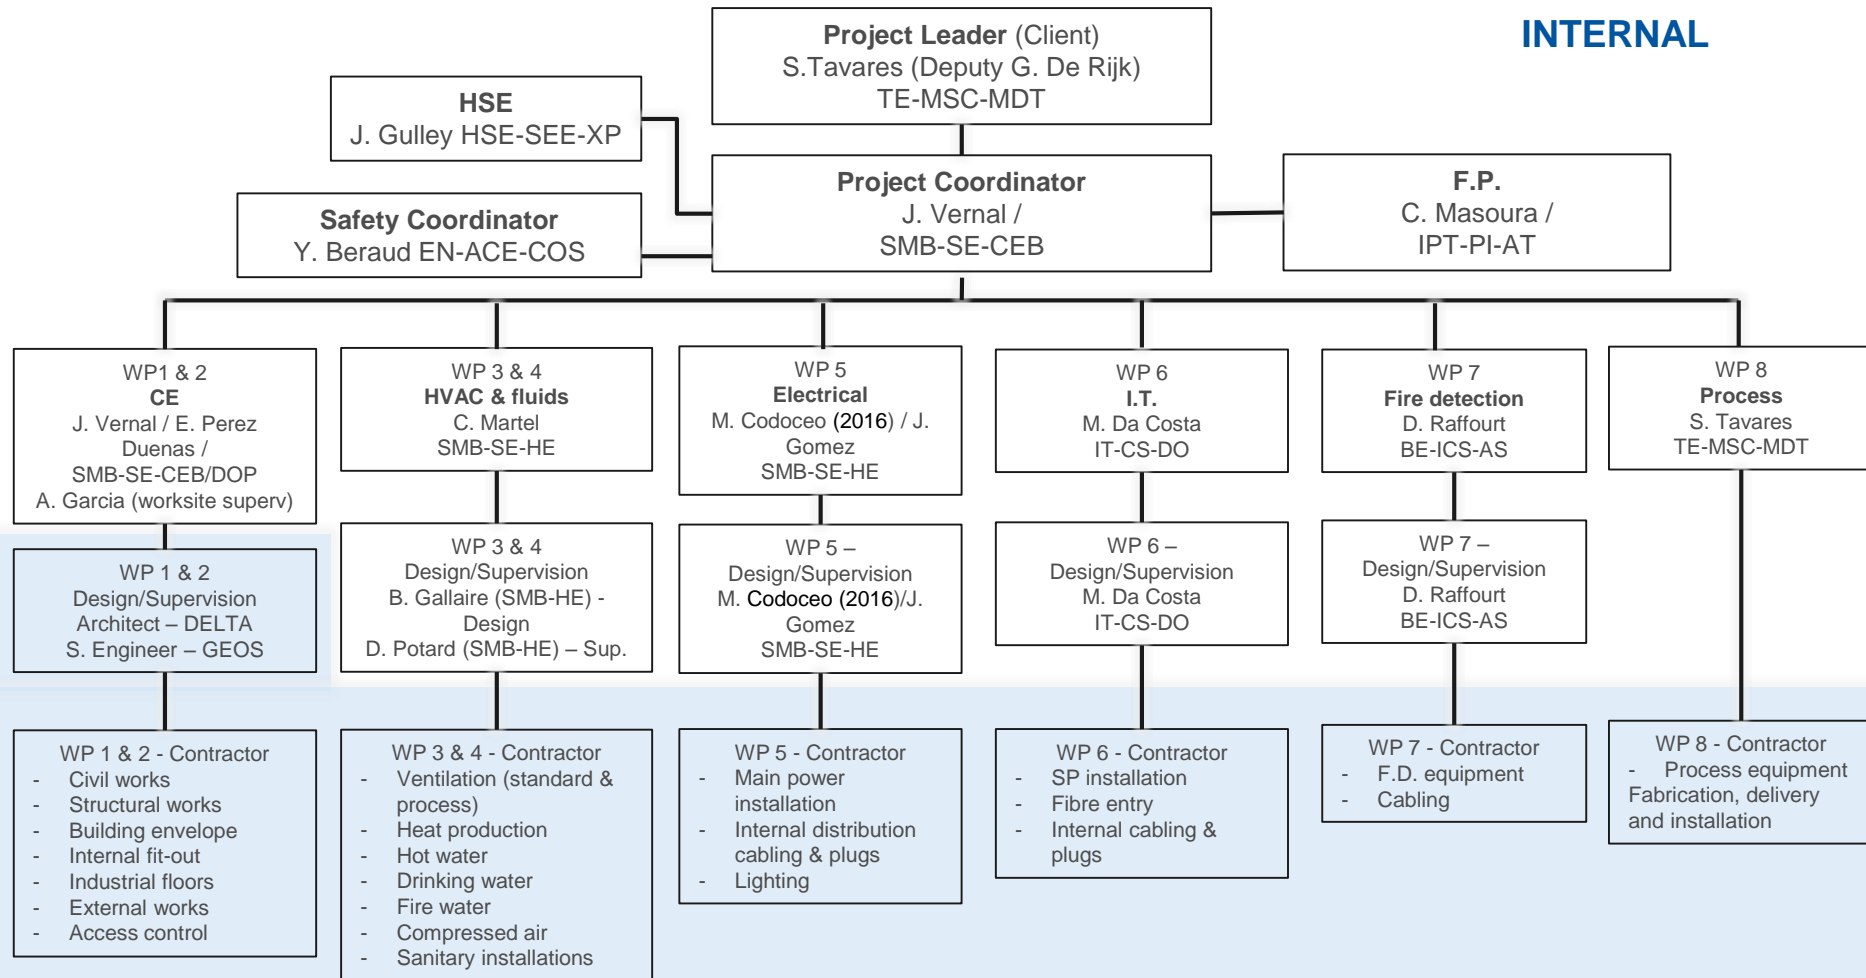 INTERNAL
Project Leader (Client)
S.Tavares (Deputy G. De Rijk)
TE-MSC-MDT
HSE
J. Gulley HSE-SEE-XP
Project Coordinator
J. Vernal /
SMB-SE-CEB
F.P.
C. Masoura /
IPT-PI-AT
Safety Coordinator
Y. Beraud EN-ACE-COS
WP1 & 2
CE
J. Vernal / E. Perez
Duenas /
SMB-SE-CEB/DOP
A. Garcia (worksite superv)
WP 3 & 4
HVAC & fluids
C. Martel
SMB-SE-HE
WP 5
Electrical
M. Codoceo (2016) / J.
Gomez
SMB-SE-HE
WP 6
I.T.
M. Da Costa
IT-CS-DO
WP 7
Fire detection
D. Raffourt
BE-ICS-AS
WP 8
Process
S. Tavares
TE-MSC-MDT
WP 1 & 2
Design/Supervision
Architect – DELTA
S. Engineer – GEOS
WP 3 & 4
Design/Supervision
B. Gallaire (SMB-HE) -
Design
D. Potard (SMB-HE) – Sup.
WP 5 –
Design/Supervision
M. Codoceo (2016)/J.
Gomez
SMB-SE-HE
WP 6 –
Design/Supervision
M. Da Costa
IT-CS-DO
WP 7 –
Design/Supervision
D. Raffourt
BE-ICS-AS
WP 1 & 2 - Contractor
- Civil works
- Structural works
- Building envelope
- Internal fit-out
- Industrial floors
- External works
- Access control
WP 3 & 4 - Contractor
- Ventilation (standard &
process)
- Heat production
- Hot water
- Drinking water
- Fire water
- Compressed air
- Sanitary installations
WP 5 - Contractor
- Main power
installation
- Internal distribution
cabling & plugs
- Lighting
WP 6 - Contractor
- SP installation
- Fibre entry
- Internal cabling &
plugs
WP 7 - Contractor
- F.D. equipment
- Cabling
WP 8 - Contractor
- Process equipment
Fabrication, delivery
and installation